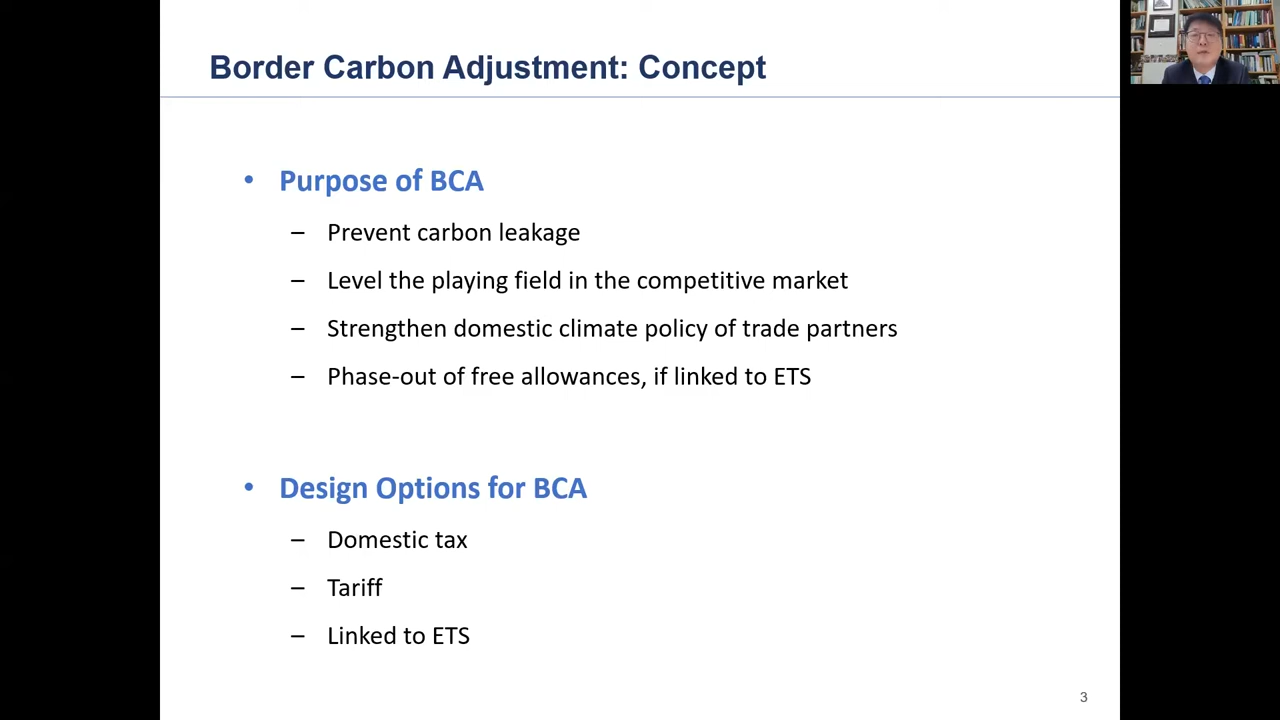 Border Carbon Adjustment: Concept
• Purpose of BCA
– Prevent carbon leakage
– Level the playing field in the competitive market
– Strengthen domestic climate policy of trade partners
– Phase-out of free allowances, if linked to ETS
• Design Options for BCA
– Domestic tax
– Tariff
– Linked to ETS
3